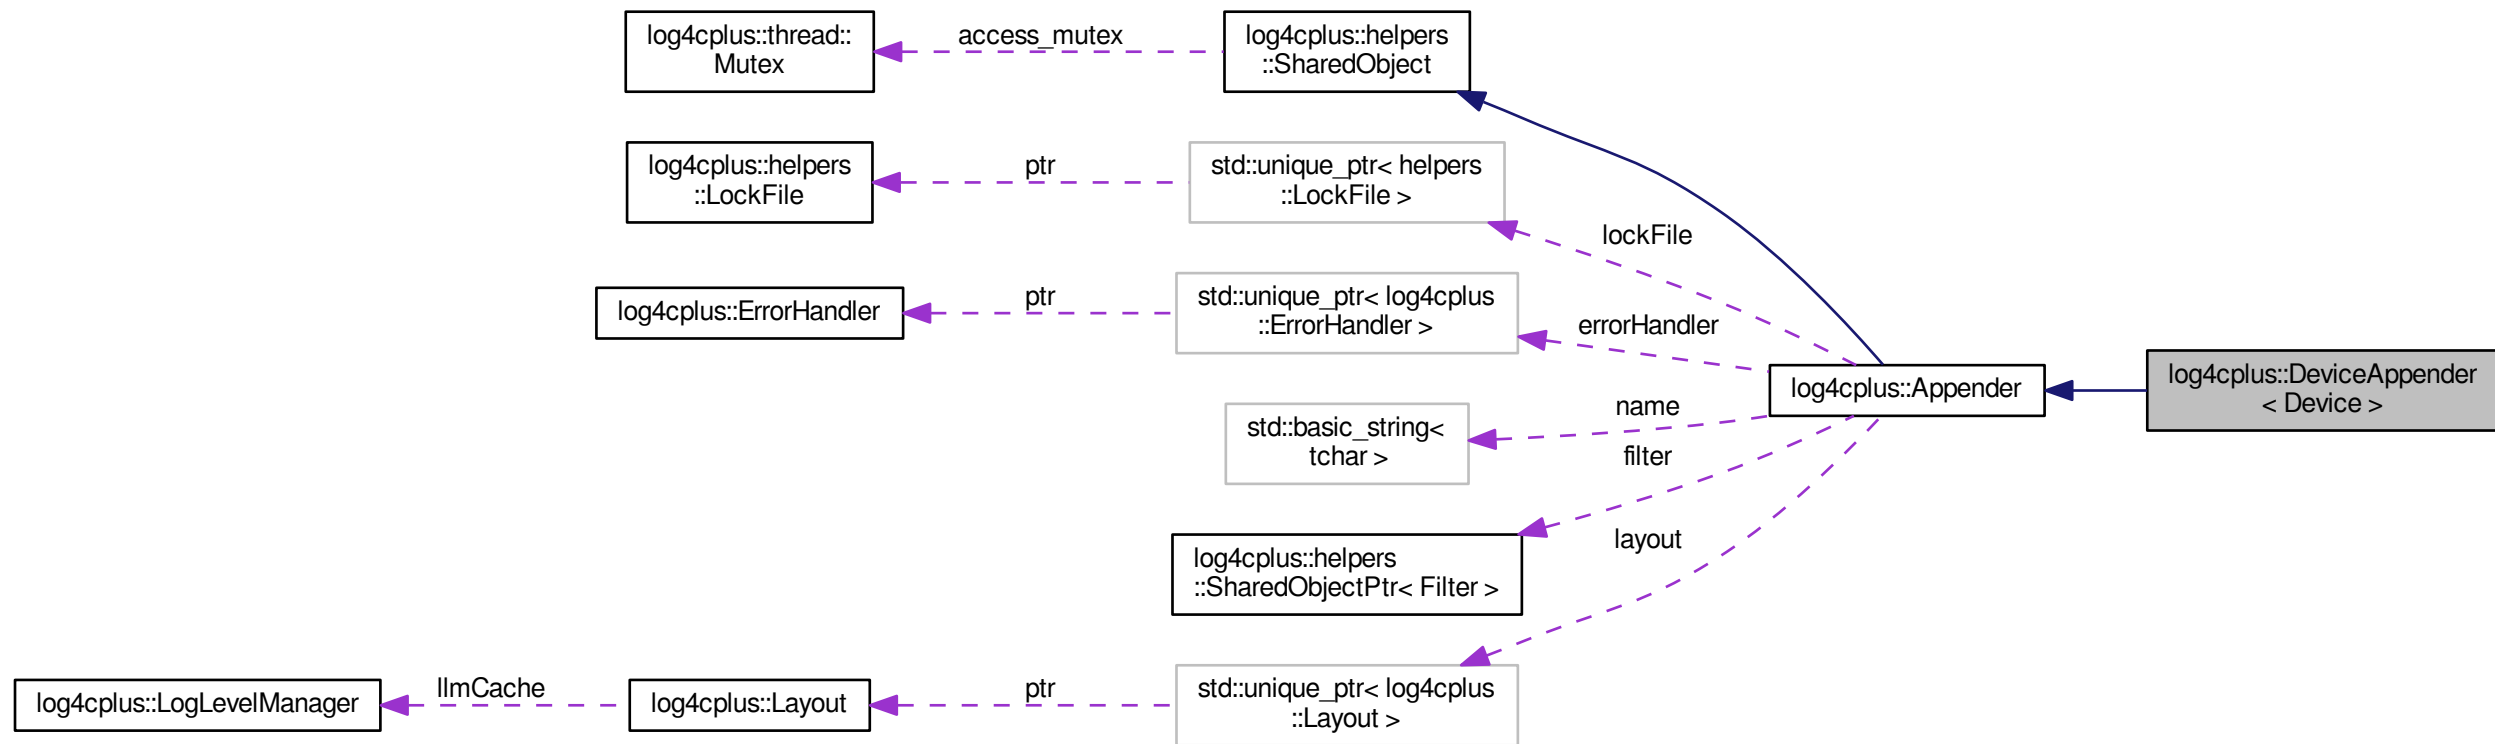 log4cplus::thread::
Mutex
access_mutex
log4cplus::helpers
::SharedObject
log4cplus::helpers
::LockFile
ptr
std::unique_ptr< helpers
::LockFile >
lockFile
log4cplus::ErrorHandler
ptr
std::unique_ptr< log4cplus
::ErrorHandler >
errorHandler
log4cplus::Appender
log4cplus::DeviceAppender
< Device >
std::basic_string<
tchar >
name
filter
log4cplus::helpers
::SharedObjectPtr< Filter >
layout
log4cplus::LogLevelManager
llmCache
log4cplus::Layout
ptr
std::unique_ptr< log4cplus
::Layout >